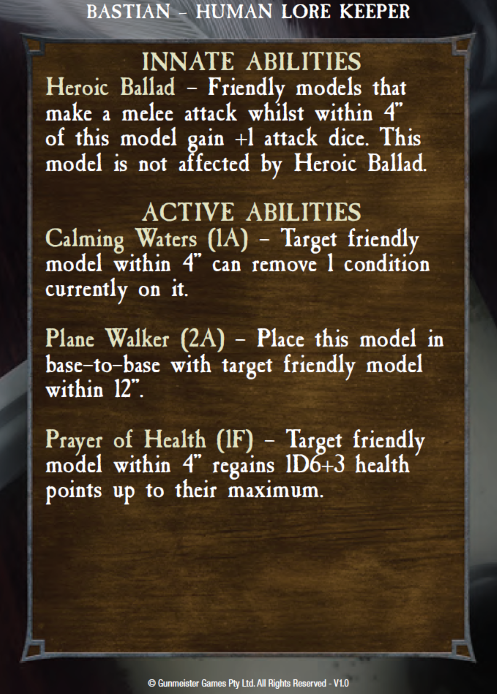 BASTIAN – HUMAN LORE KEEPER
INNATE ABILITIES
Heroic Ballad – Friendly models that
make a melee attack whilst within 4"
of this model gain +1 attack dice. This
model is not affected by Heroic Ballad.
ACTIVE ABILITIES
Calming Waters (1A) – Target friendly
model within 4" can remove 1 condition
currently on it.
Plane Walker (2A) – Place this model in
base-to-base with target friendly model
within 12".
Prayer of Health (1F) – Target friendly
model within 4" regains 1D6+3 health
points up to their maximum.
© Gunmeister Games Pty Ltd. All Rights Reserved - V1.0